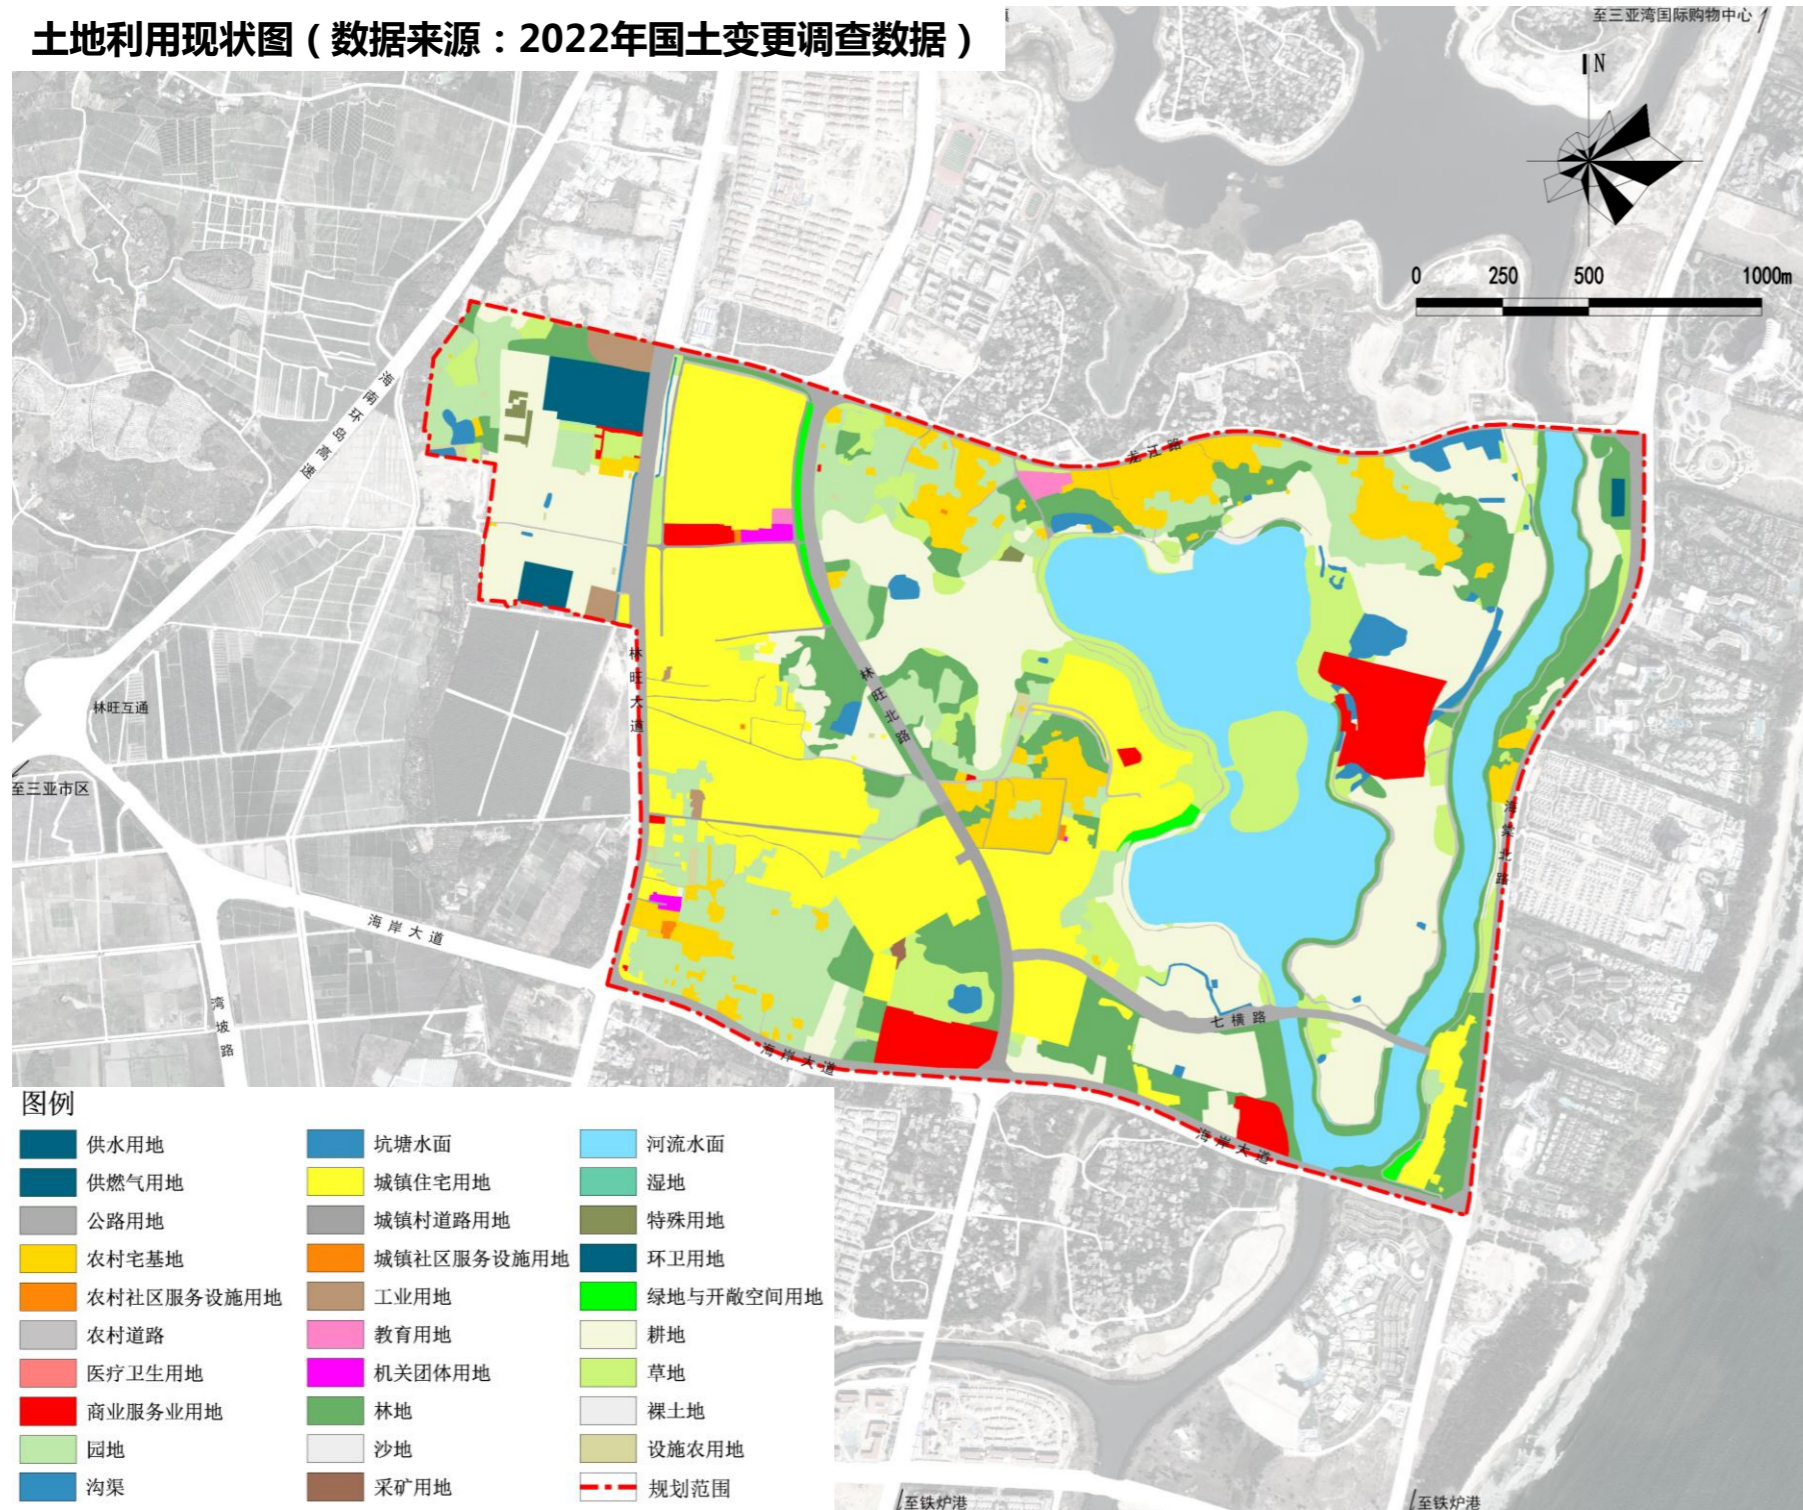 土地利用现状图（数据来源：2022年国土变更调查数据）
至三亚湾国际购物中心
N
0 250 500 1000m
海南环岛高速
龙江路
林旺大道
林旺北路
林旺互通
至三亚市区
海棠北路
海岸大道
湾坡路
七横路
海岸大道
海岸大道
图例
供水用地 坑塘水面 河流水面
供燃气用地 城镇住宅用地 湿地
公路用地 城镇村道路用地 特殊用地
农村宅基地 城镇社区服务设施用地 环卫用地
农村社区服务设施用地 工业用地 绿地与开敞空间用地
农村道路 教育用地 耕地
医疗卫生用地 机关团体用地 草地
商业服务业用地 林地 裸土地
园地 沙地 设施农用地
沟渠 采矿用地 规划范围
至铁炉港
至铁炉港